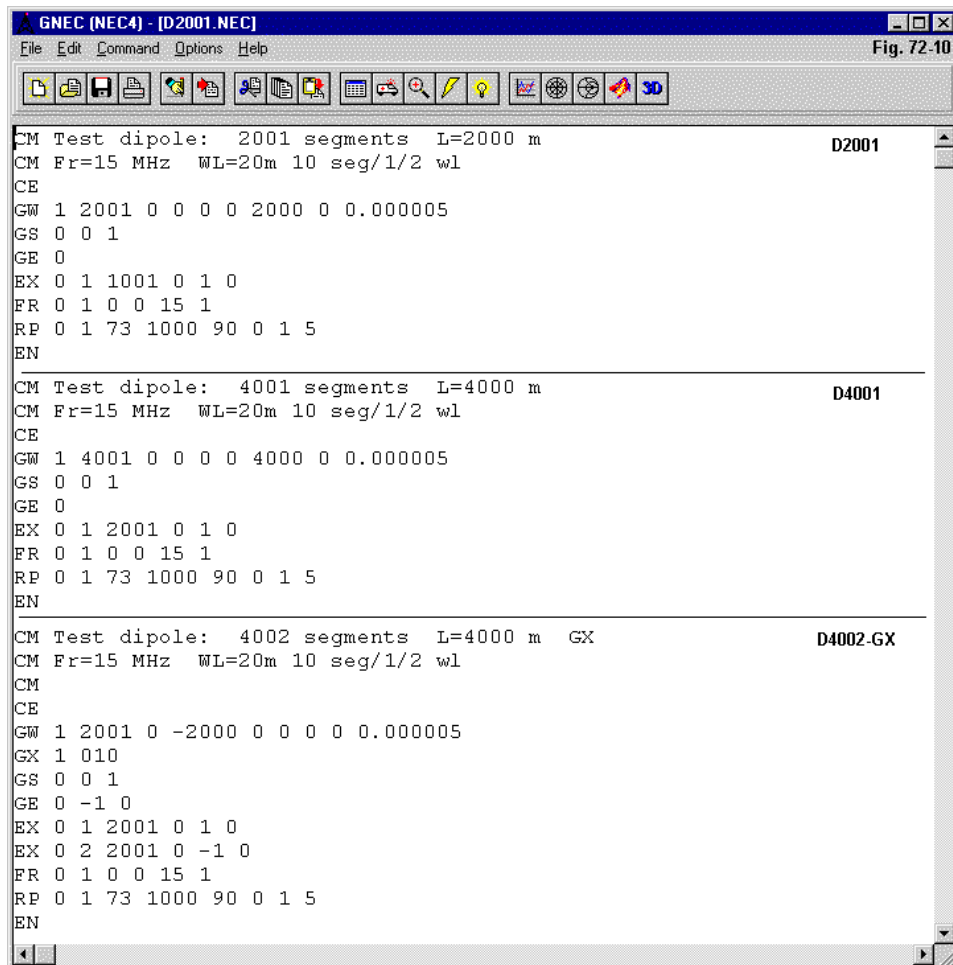 GNEC (NEC4) - [D2001.NEC]
File Edit Command Options Help Fig. 72-10
3D
CM Test dipole:  2001 segments  L=2000 m D2001
CM Fr=15 MHz  WL=20m 10 seg/1/2 wl
CE
GW 1 2001 0 0 0 0 2000 0 0.000005
GS 0 0 1
GE 0
EX 0 1 1001 0 1 0
FR 0 1 0 0 15 1
RP 0 1 73 1000 90 0 1 5
EN
CM Test dipole:  4001 segments  L=4000 m D4001
CM Fr=15 MHz  WL=20m 10 seg/1/2 wl
CE
GW 1 4001 0 0 0 0 4000 0 0.000005
GS 0 0 1
GE 0
EX 0 1 2001 0 1 0
FR 0 1 0 0 15 1
RP 0 1 73 1000 90 0 1 5
EN
CM Test dipole:  4002 segments  L=4000 m  GX D4002-GX
CM Fr=15 MHz  WL=20m 10 seg/1/2 wl
CM
CE
GW 1 2001 0 -2000 0 0 0 0 0.000005
GX 1 010
GS 0 0 1
GE 0 -1 0
EX 0 1 2001 0 1 0
EX 0 2 2001 0 -1 0
FR 0 1 0 0 15 1
RP 0 1 73 1000 90 0 1 5
EN